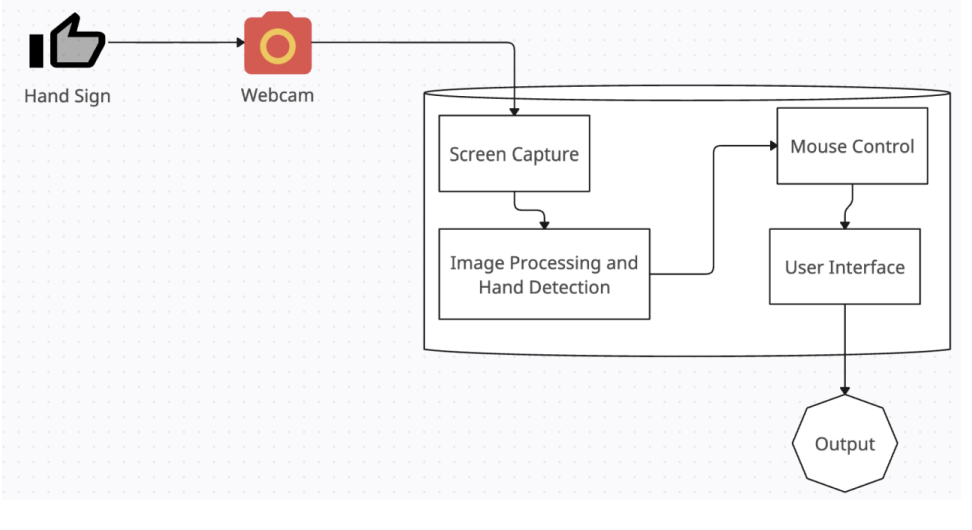 Hand Sign
Webcam
Screen Capture
Image Processing and
Hand Detection
Mouse Control
User Interface
Output